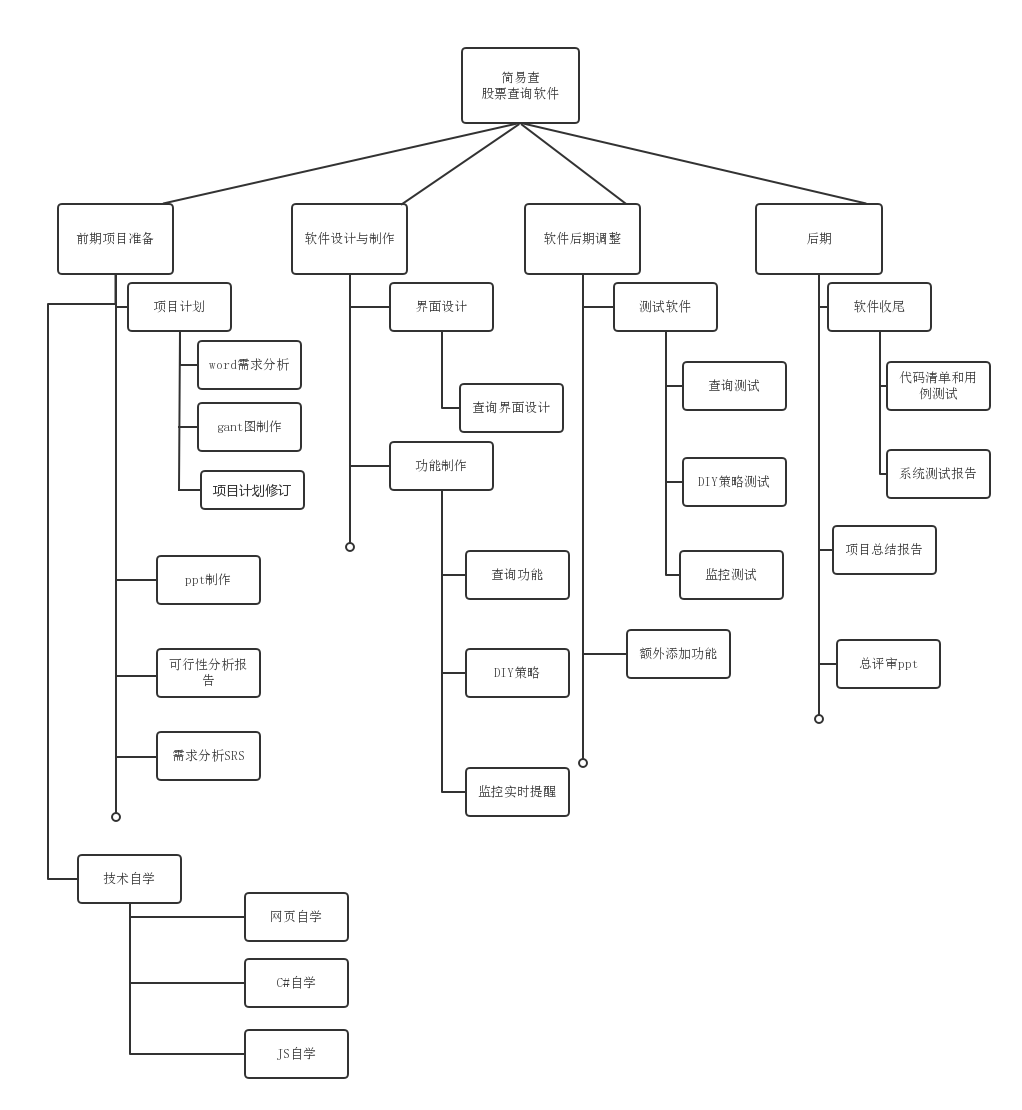 简易查
股票查询软件
前期项目准备
软件设计与制作
软件后期调整
后期
项目计划
word需求分析
gant图制作
项目计划修订
ppt制作
可行性分析报
告
需求分析SRS
技术自学
网页自学
C#自学
JS自学
界面设计
查询界面设计
功能制作
查询功能
DIY策略
监控实时提醒
测试软件
查询测试
DIY策略测试
监控测试
额外添加功能
软件收尾
代码清单和用
例测试
系统测试报告
项目总结报告
总评审ppt